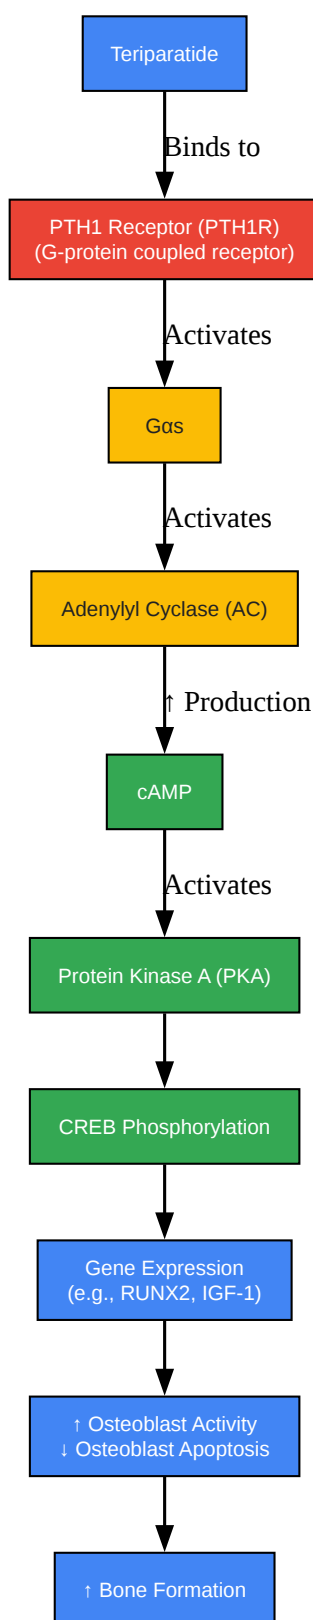 Teriparatide
Binds to
PTH1 Receptor (PTH1R)
(G-protein coupled receptor)
Activates
Gαs
Activates
Adenylyl Cyclase (AC)
↑ Production
cAMP
Activates
Protein Kinase A (PKA)
CREB Phosphorylation
Gene Expression
(e.g., RUNX2, IGF-1)
↑ Osteoblast Activity
↓ Osteoblast Apoptosis
↑ Bone Formation